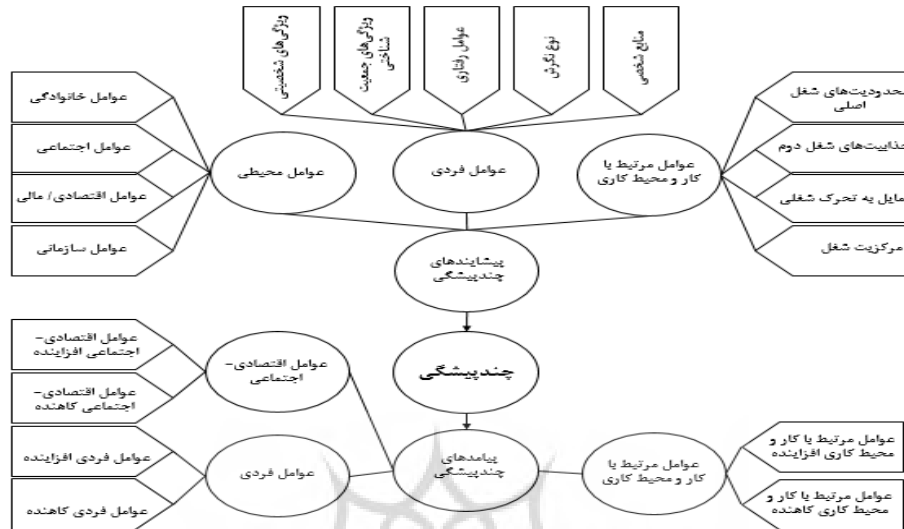 ویژگی‌های شخصیتی
ویژگی‌های جمعیت
شناختی
عوامل رفتاری
نوع نگرش
منابع شخصی
محدودیت‌های شغل
اصلی
جذابیت‌های شغل دوم
تمایل به تحرک شغلی
مرکزیت شغل
عوامل مرتبط با
کار و محیط کاری
عوامل فردی
عوامل محیطی
عوامل خانوادگی
عوامل اجتماعی
عوامل اقتصادی/ مالی
عوامل سازمانی
پیشایندهای
چندپیشگی
چندپیشگی
پیامدهای
چندپیشگی
عوامل اقتصادی-
اجتماعی
عوامل اقتصادی-
اجتماعی افزاینده
عوامل اقتصادی-
اجتماعی کاهنده
عوامل فردی
عوامل فردی افزاینده
عوامل فردی کاهنده
عوامل مرتبط با
کار و محیط کاری
عوامل مرتبط با کار و
محیط کاری افزاینده
عوامل مرتبط با کار و
محیط کاری کاهنده